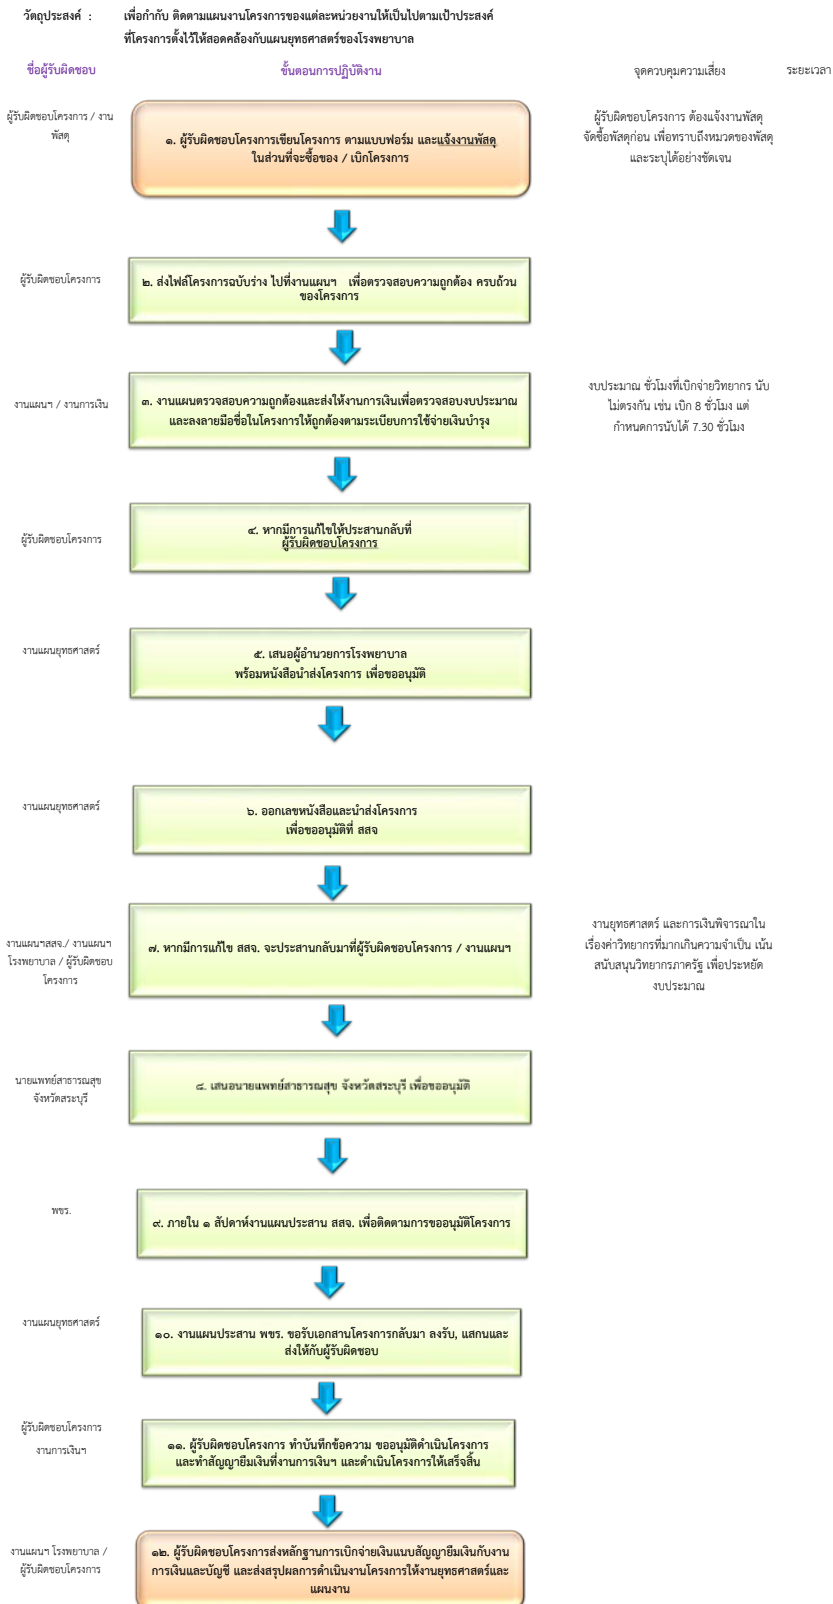 วัตถุประสงค์ : เพื่อกำกับ ติดตามแผนงานโครงการของแต่ละหน่วยงานให้เป็นไปตามเป้าประสงค์
ที่โครงการตั้งไว้ให้สอดคล้องกับแผนยุทธศาสตร์ของโรงพยาบาล
ชื่อผู้รับผิดชอบ ขั้นตอนการปฏิบัติงาน จุดควบคุมความเสี่ยง ระยะเวลา
ผู้รับผิดชอบโครงการ / งาน
พัสดุ
๑. ผู้รับผิดชอบโครงการเขียนโครงการ ตามแบบฟอร์ม และแจ้งงานพัสดุ
ในส่วนที่จะซื้อของ / เบิกโครงการ
ผู้รับผิดชอบโครงการ ต้องแจ้งงานพัสดุ
จัดซื้อพัสดุก่อน เพื่อทราบถึงหมวดของพัสดุ
และระบุได้อย่างชัดเจน
ผู้รับผิดชอบโครงการ
๒. ส่งไฟล์โครงการฉบับร่าง ไปที่งานแผนฯ เพื่อตรวจสอบความถูกต้อง ครบถ้วน
ของโครงการ
งานแผนฯ / งานการเงิน
๓. งานแผนตรวจสอบความถูกต้องและส่งให้งานการเงินเพื่อตรวจสอบงบประมาณ
และลงลายมือชื่อในโครงการให้ถูกต้องตามระเบียบการใช้จ่ายเงินบำรุง
งบประมาณ ชั่วโมงที่เบิกจ่ายวิทยากร นับ
ไม่ตรงกัน เช่น เบิก 8 ชั่วโมง แต่
กำหนดการนับได้ 7.30 ชั่วโมง
ผู้รับผิดชอบโครงการ
๔. หากมีการแก้ไขให้ประสานกลับที่
ผู้รับผิดชอบโครงการ
งานแผนยุทธศาสตร์
๕. เสนอผู้อำนวยการโรงพยาบาล
พร้อมหนังสือนำส่งโครงการ เพื่อขออนุมัติ
งานแผนยุทธศาสตร์
๖. ออกเลขหนังสือและนำส่งโครงการ
เพื่อขออนุมัติที่ สสจ
งานแผนฯสสจ./ งานแผนฯ
โรงพยาบาล / ผู้รับผิดชอบ
โครงการ
๗. หากมีการแก้ไข สสจ. จะประสานกลับมาที่ผู้รับผิดชอบโครงการ / งานแผนฯ
งานยุทธศาสตร์ และการเงินพิจารณาใน
เรื่องค่าวิทยากรที่มากเกินความจำเป็น เน้น
สนับสนุนวิทยากรภาครัฐ เพื่อประหยัด
งบประมาณ
นายแพทย์สาธารณสุข
จังหวัดสระบุรี
๘. เสนอนายแพทย์สาธารณสุข จังหวัดสระบุรี เพื่อขออนุมัติ
พขร.
๙. ภายใน ๑ สัปดาห์งานแผนประสาน สสจ. เพื่อติดตามการขออนุมัติโครงการ
งานแผนยุทธศาสตร์
๑๐. งานแผนประสาน พขร. ขอรับเอกสานโครงการกลับมา ลงรับ, แสกนและ
ส่งให้กับผู้รับผิดชอบ
ผู้รับผิดชอบโครงการ
งานการเงินฯ
๑๑. ผู้รับผิดชอบโครงการ ทำบันทึกข้อความ ขออนุมัติดำเนินโครงการ
และทำสัญญายืมเงินที่งานการเงินฯ และดำเนินโครงการให้เสร็จสิ้น
งานแผนฯ โรงพยาบาล /
ผู้รับผิดชอบโครงการ
๑๒. ผู้รับผิดชอบโครงการส่งหลักฐานการเบิกจ่ายเงินแนบสัญญายืมเงินกับงาน
การเงินและบัญชี และส่งสรุปผลการดำเนินงานโครงการให้งานยุทธศาสตร์และ
แผนงาน